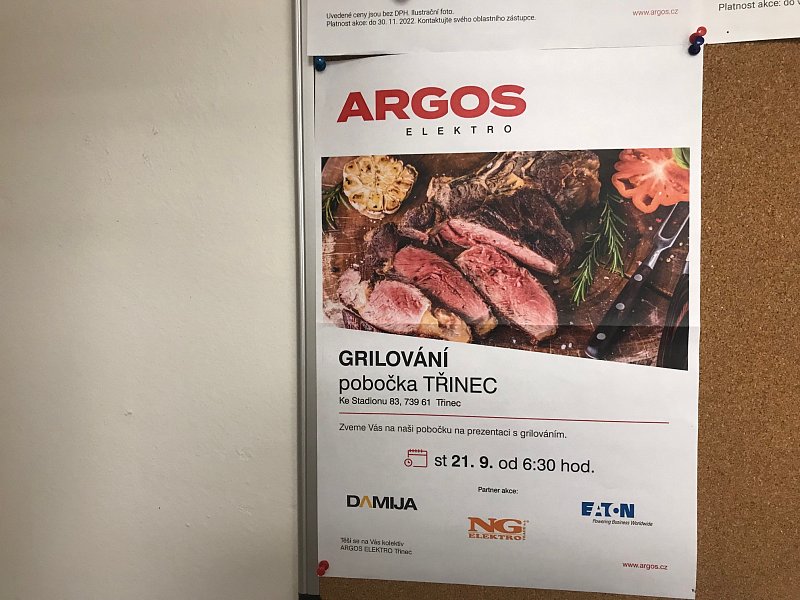 Uvedené ceny jsou bez DPH. Ilustrační foto.
Platnost akce: do 30. 11. 2022. Kontaktujte svého oblastního zástupce.
www.argos.cz
Platnost akce: do
ARGOS
ELEKTRO
GRILOVÁNÍ
pobočka TŘINEC
Ke Stadionu 83, 739 61 Třinec
Zveme Vás na naši pobočku na prezentaci s grilováním.
st 21. 9. od 6:30 hod.
Partner akce:
DAMIJA
NG
ELEKTRO
EATON
Powering Business Worldwide
Těší se na Vás kolektiv
ARGOS ELEKTRO Třinec
www.argos.cz